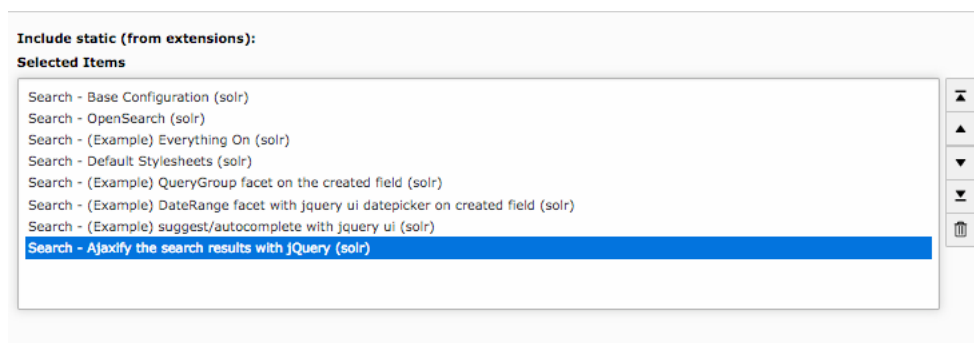 Include static (from extensions):
Selected Items
Search - Base Configuration (solr)
Search - OpenSearch (solr)
Search - (Example) Everything On (solr)
Search - Default Stylesheets (solr)
Search - (Example) QueryGroup facet on the created field (solr)
Search - (Example) DateRange facet with jquery ui datepicker on created field (solr)
Search - (Example) suggest/autocomplete with jquery ui (solr)
Search - Ajaxify the search results with jQuery (solr)